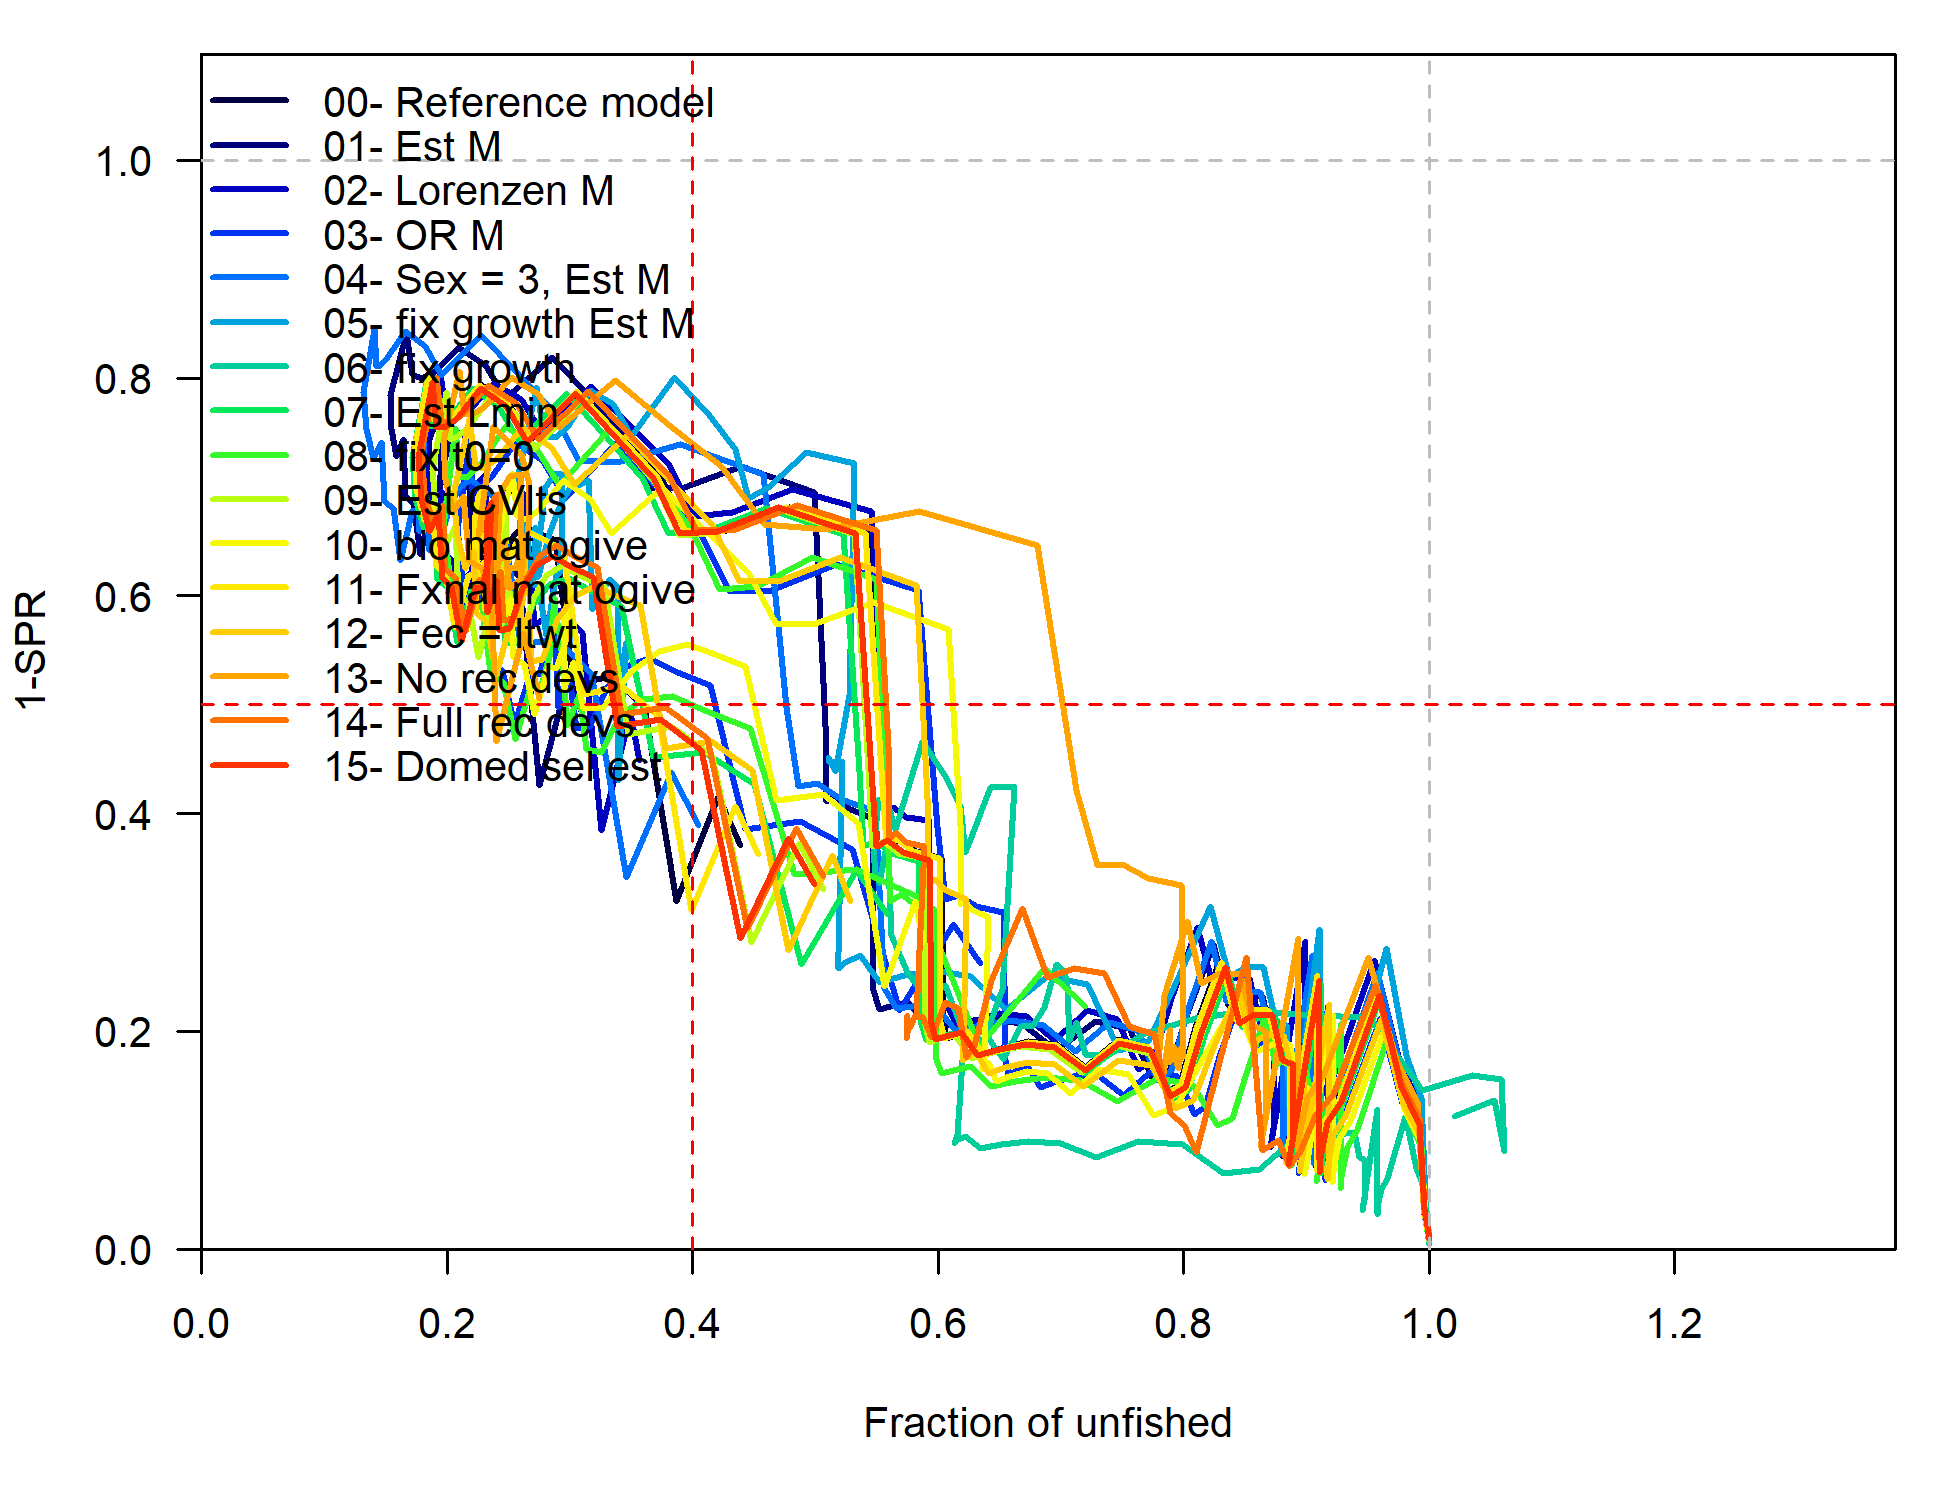 00- Reference model
01- Est M
02- Lorenzen M
03- OR M
04- Sex = 3, Est M
05- fix growth Est M
06- fix growth
07- Est Lmin
08- fix t0=0
09- Est CVlts
10- bio mat ogive
11- Fxnal mat ogive
12- Fec = ltwt
13- No rec devs
14- Full rec devs
15- Domed sel est
1.0
0.8
0.6
0.4
0.2
0.0
1-SPR
0.0 0.2 0.4 0.6 0.8 1.0 1.2
Fraction of unfished